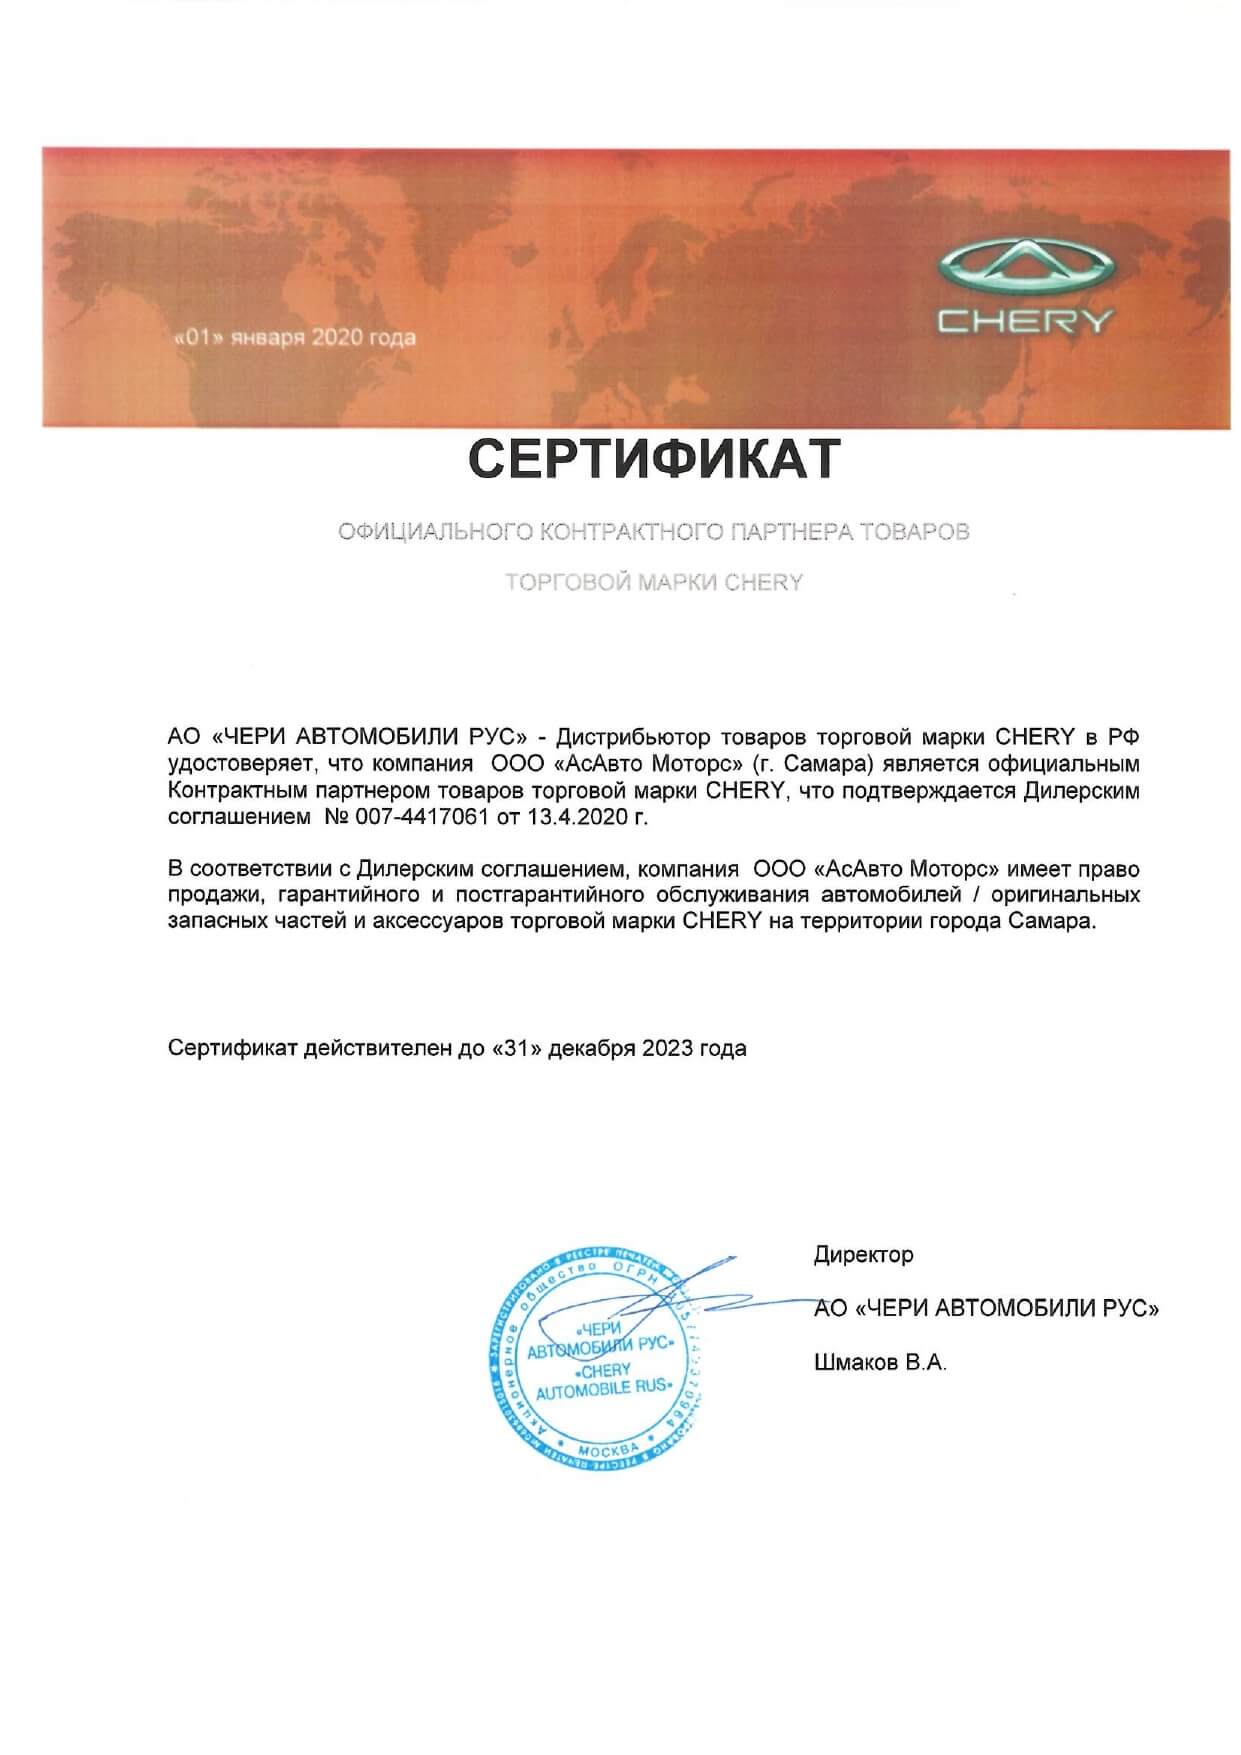 «01» января 2020 года
CHERY
СЕРТИФИКАТ
ОФИЦИАЛЬНОГО КОНТРАКТНОГО ПАРТНЕРА ТОВАРОВ
ТОРГОВОЙ МАРКИ CHERY
АО «ЧЕРИ АВТОМОБИЛИ РУС» - Дистрибьютор товаров торговой марки CHERY в РФ
удостоверяет, что компания ООО «АсАвто Моторс» (г. Самара) является официальным
Контрактным партнером товаров торговой марки CHERY, что подтверждается Дилерским
соглашением № 007-4417061 от 13.4.2020 г.
В соответствии с Дилерским соглашением, компания ООО «АсАвто Моторс» имеет право
продажи, гарантийного и постгарантийного обслуживания автомобилей / оригинальных
запасных частей и аксессуаров торговой марки CHERY на территории города Самара.
Сертификат действителен до «31» декабря 2023 года
Директор
АО «ЧЕРИ АВТОМОБИЛИ РУС»
Шмаков В.А.
ЗАРЕГИСТРИРОВАНО В РЕЕСТРЕ ПЕЧАТЕЙ
Акционерное общество ОГРН
«ЧЕРИ
АВТОМОБИЛИ РУС»
«CHERY
AUTOMOBILE RUS»
МОСКВА